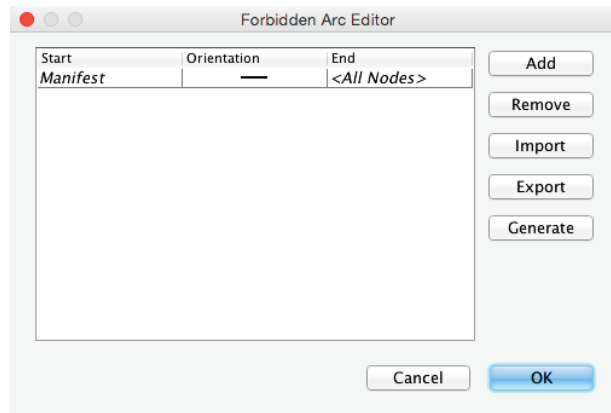 Forbidden Arc Editor
Start Orientation End
Manifest <All Nodes>
Add
Remove
Import
Export
Generate
Cancel OK